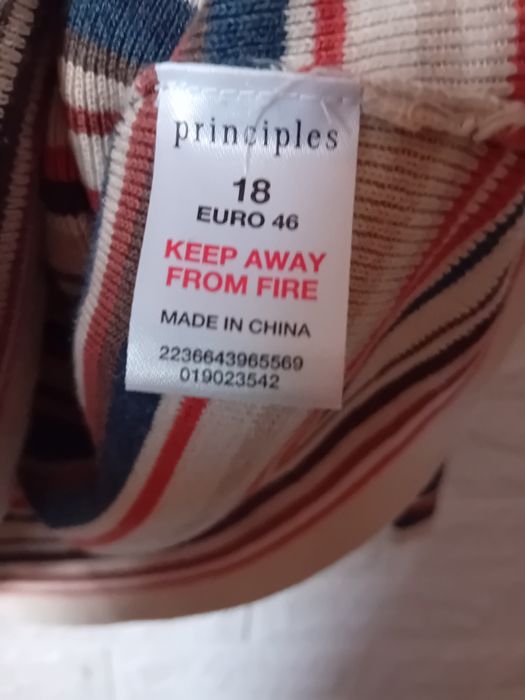 principles
18
EURO 46
KEEP AWAY
FROM FIRE
MADE IN CHINA
2236643965569
019023542